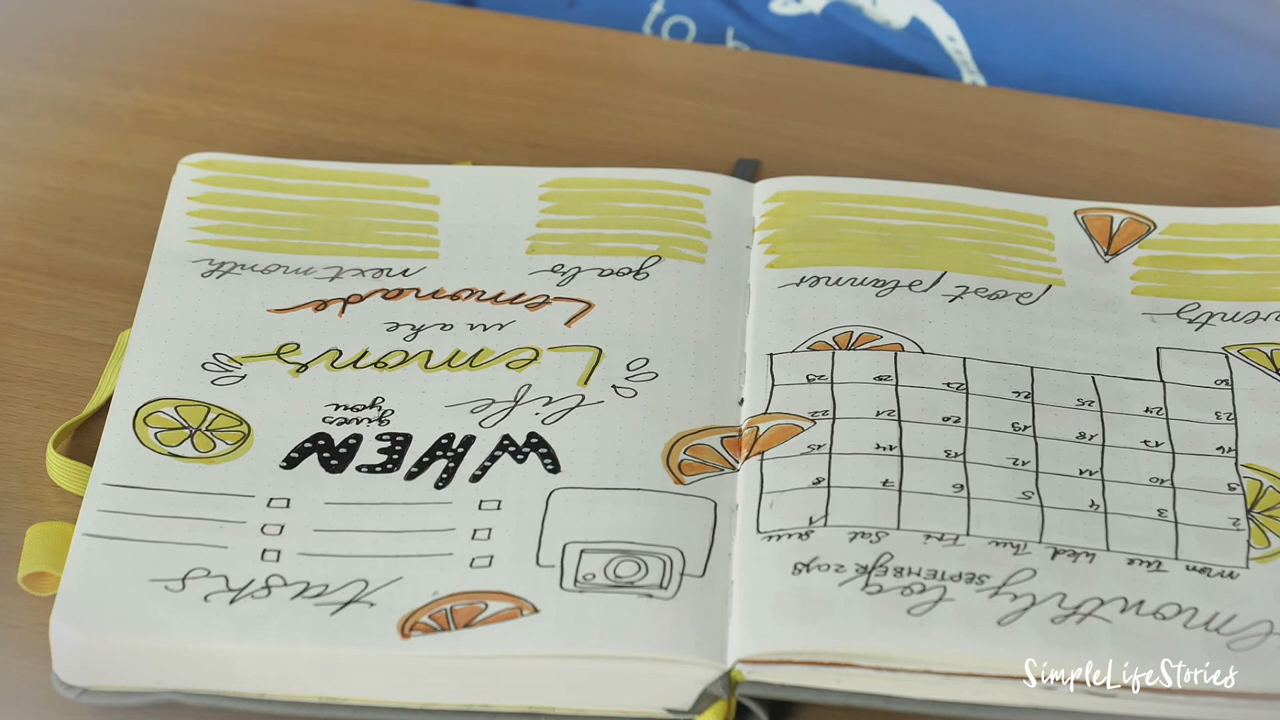 to
monthly log
SEPTEMBER 2018
Mon Tue Wed Thu Fri Sat Sun
1
2 3 4 5 6 7 8
9 10 11 12 13 14 15
16 17 18 19 20 21 22
23 24 25 26 27 28 29
30
post planner
tasks
WHEN
gives
you
life
Lemons
make
Lemonade
goals
next month
SimpleLifeStories